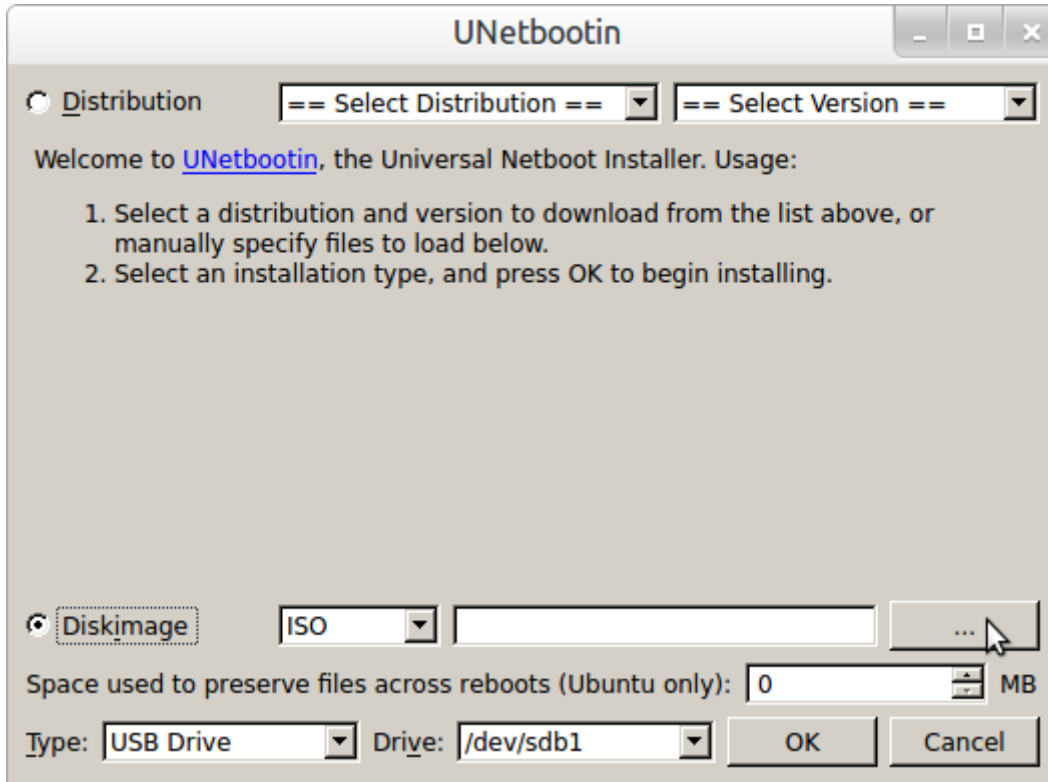 UNetbootin
Distribution == Select Distribution == == Select Version ==
Welcome to UNetbootin, the Universal Netboot Installer. Usage:
1. Select a distribution and version to download from the list above, or
manually specify files to load below.
2. Select an installation type, and press OK to begin installing.
Diskimage ISO ...
Space used to preserve files across reboots (Ubuntu only): 0 MB
Type: USB Drive Drive: /dev/sdb1 OK Cancel